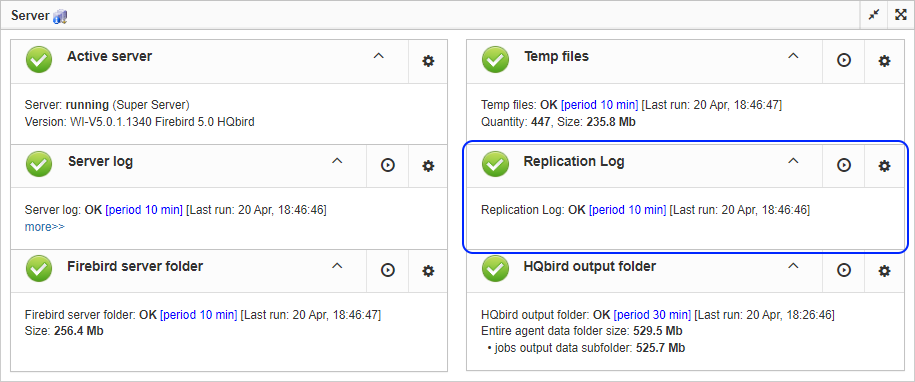 Server
Active server
Server: running (Super Server)
Version: WI-V5.0.1.1340 Firebird 5.0 HQbird
Temp files
Temp files: OK [period 10 min] [Last run: 20 Apr, 18:46:47]
Quantity: 447, Size: 235.8 Mb
Server log
Server log: OK [period 10 min] [Last run: 20 Apr, 18:46:46]
more>>
Replication Log
Replication Log: OK [period 10 min] [Last run: 20 Apr, 18:46:46]
Firebird server folder
Firebird server folder: OK [period 10 min] [Last run: 20 Apr, 18:46:47]
Size: 256.4 Mb
HQbird output folder
HQbird output folder: OK [period 30 min] [Last run: 20 Apr, 18:26:46]
Entire agent data folder size: 529.5 Mb
• jobs output data subfolder: 525.7 Mb